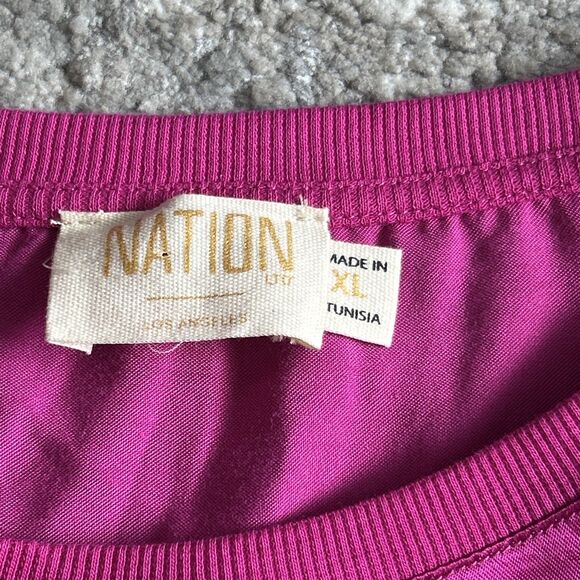 NATION
LTD
LOS ANGELES
MADE IN
XL
TUNISIA